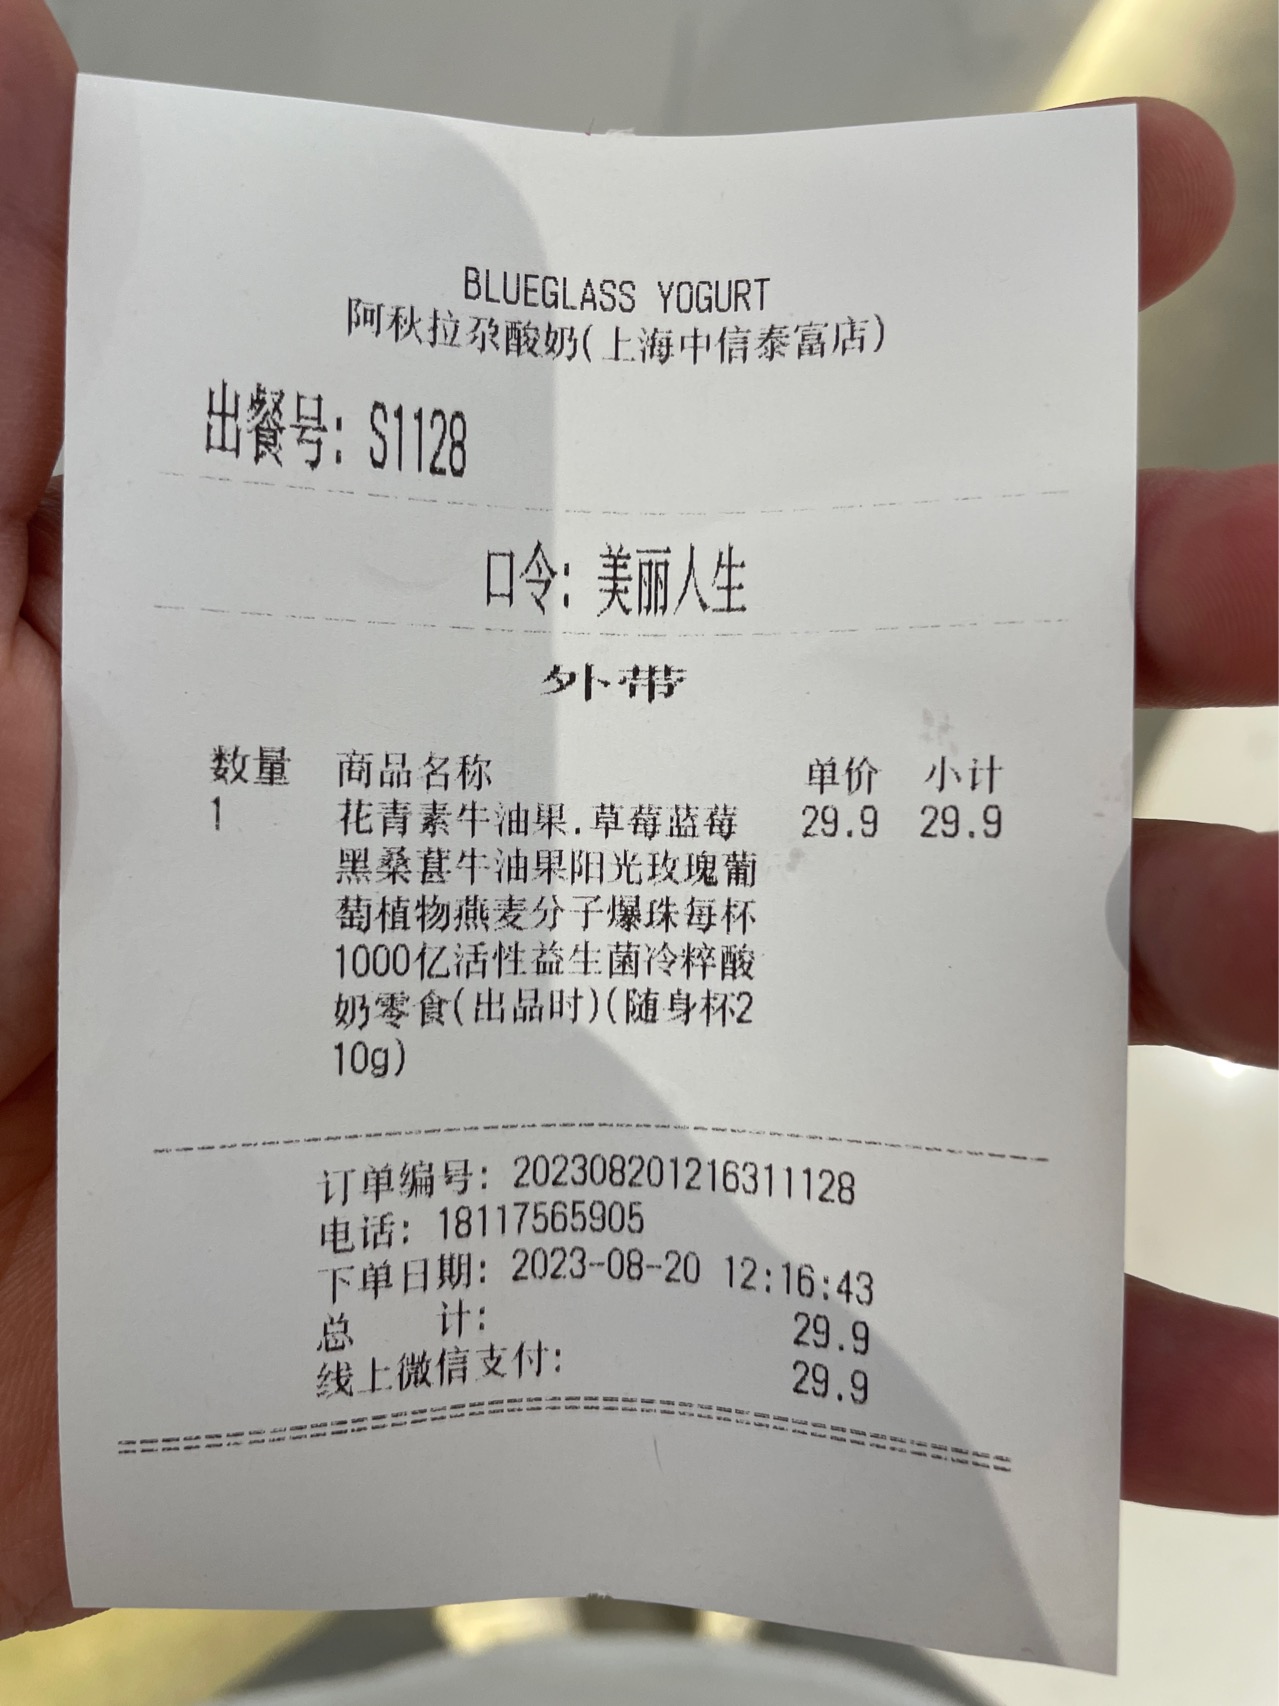 BLUEGLASS YOGURT
阿秋拉尕酸奶(上海中信泰富店)
出餐号: S1128
口令: 美丽人生
外带
数量 商品名称 单价 小计
1 花青素牛油果.草莓蓝莓 29.9 29.9
黑桑葚牛油果阳光玫瑰葡
萄植物燕麦分子爆珠每杯
1000亿活性益生菌冷粹酸
奶零食(出品时)(随身杯2
10g)
订单编号: 202308201216311128
电话: 18117565905
下单日期: 2023-08-20 12:16:43
总 计: 29.9
线上微信支付: 29.9